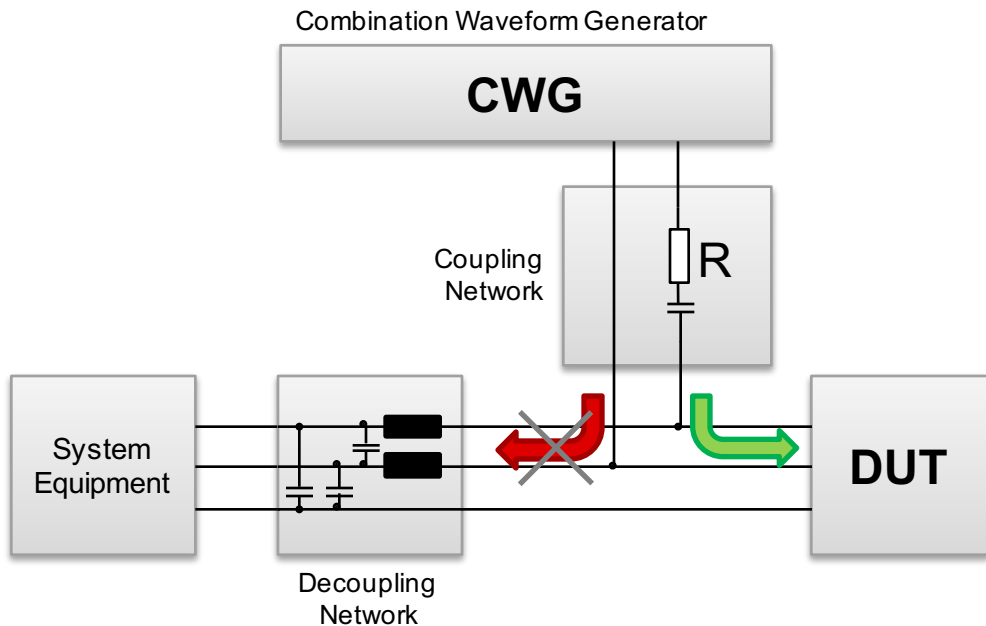 Combination Waveform Generator
CWG
Coupling
Network
R
System
Equipment
DUT
Decoupling
Network